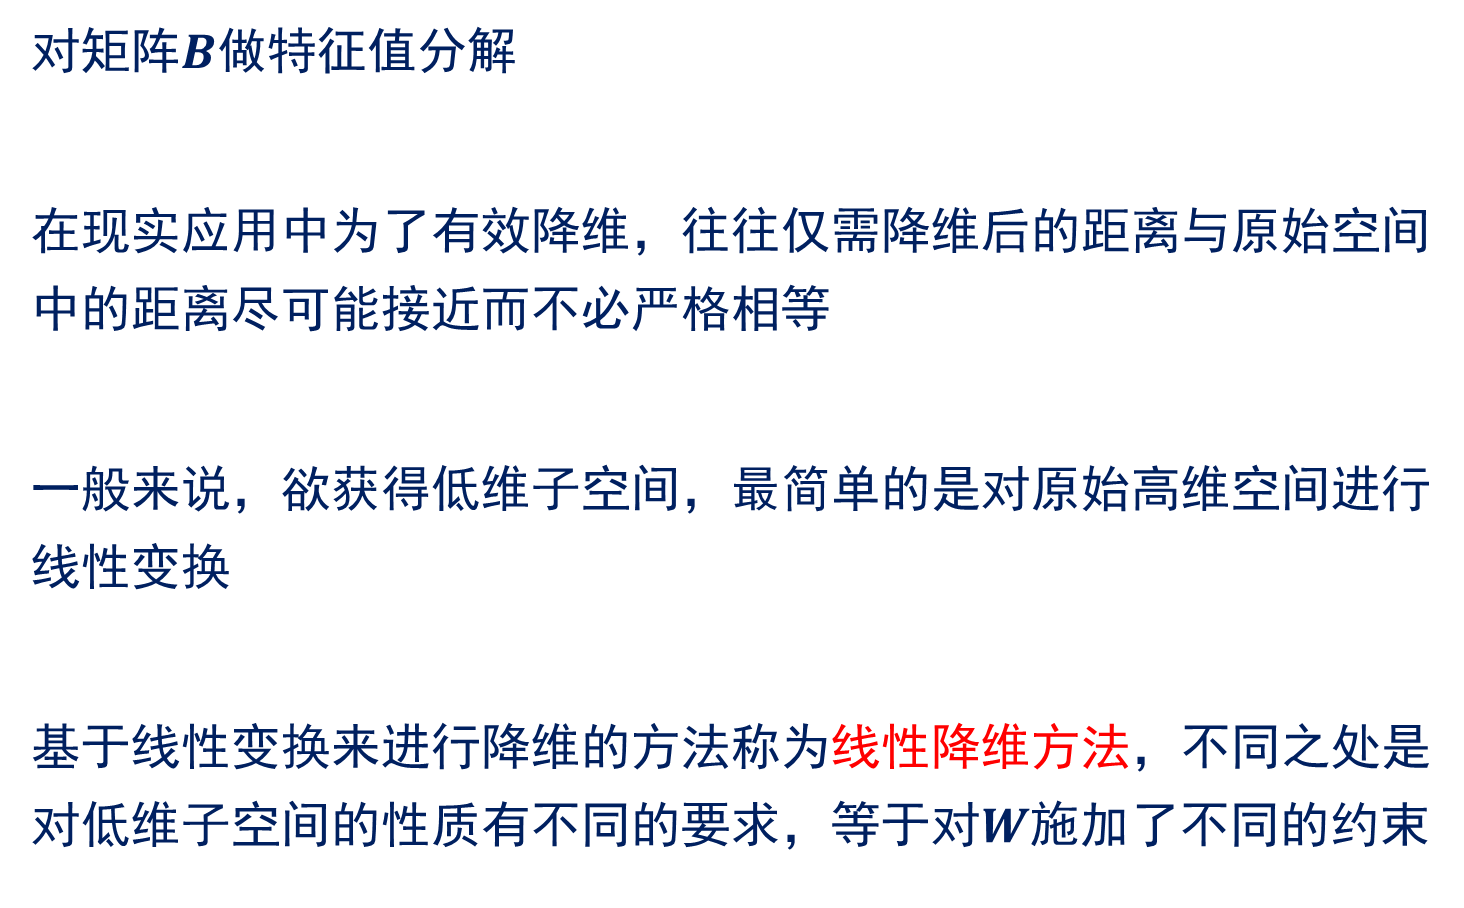 对矩阵B做特征值分解
在现实应用中为了有效降维，往往仅需降维后的距离与原始空间
中的距离尽可能接近而不必严格相等
一般来说，欲获得低维子空间，最简单的是对原始高维空间进行
线性变换
基于线性变换来进行降维的方法称为线性降维方法，不同之处是
对低维子空间的性质有不同的要求，等于对W施加了不同的约束